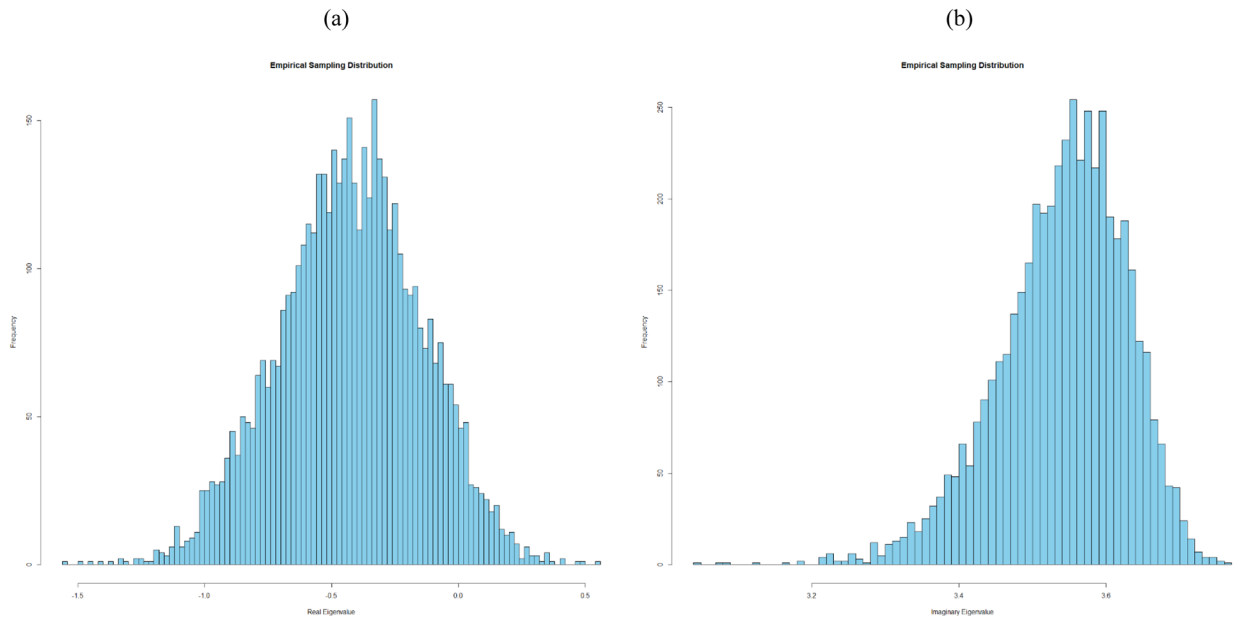 (a)
(b)
Empirical Sampling Distribution
Empirical Sampling Distribution
Frequency
0
50
100
150
-1.5
-1.0
-0.5
0.0
0.5
Real Eigenvalue
Frequency
0
50
100
150
200
250
3.2
3.4
3.6
Imaginary Eigenvalue